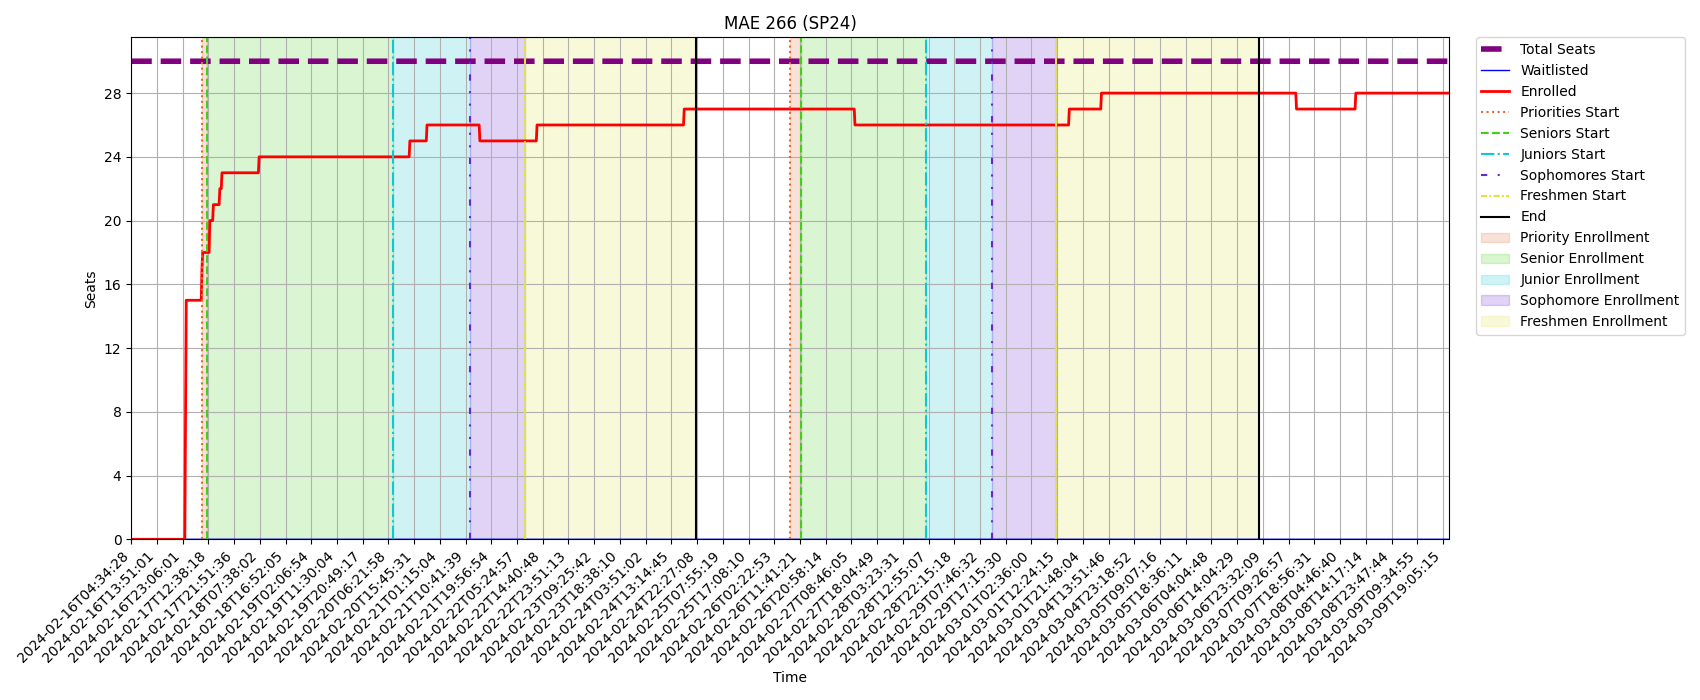 MAE 266 (SP24)
Seats
28
24
20
16
12
8
4
0
2024-02-16T04:34:28
2024-02-16T13:51:01
2024-02-16T23:06:01
2024-02-17T12:38:18
2024-02-17T21:51:36
2024-02-18T07:38:02
2024-02-18T16:52:05
2024-02-19T02:06:54
2024-02-19T11:30:04
2024-02-19T20:49:17
2024-02-20T06:21:58
2024-02-20T15:45:31
2024-02-21T01:15:04
2024-02-21T10:41:39
2024-02-21T19:56:54
2024-02-22T05:24:57
2024-02-22T14:40:48
2024-02-22T23:51:13
2024-02-23T09:25:42
2024-02-23T18:38:10
2024-02-24T03:51:02
2024-02-24T13:14:45
2024-02-24T22:27:08
2024-02-25T07:55:19
2024-02-25T17:08:10
2024-02-26T02:22:53
2024-02-26T11:41:21
2024-02-26T20:58:14
2024-02-27T08:46:05
2024-02-27T18:04:49
2024-02-28T03:23:31
2024-02-28T12:55:07
2024-02-28T22:15:18
2024-02-29T07:46:32
2024-02-29T17:15:30
2024-03-01T02:36:00
2024-03-01T12:24:15
2024-03-01T21:48:04
2024-03-04T13:51:46
2024-03-04T23:18:52
2024-03-05T09:07:16
2024-03-05T18:36:11
2024-03-06T04:04:48
2024-03-06T14:04:29
2024-03-06T23:32:09
2024-03-07T09:26:57
2024-03-07T18:56:31
2024-03-08T04:46:40
2024-03-08T14:17:14
2024-03-08T23:47:44
2024-03-09T09:34:55
2024-03-09T19:05:15
Time
Total Seats
Waitlisted
Enrolled
Priorities Start
Seniors Start
Juniors Start
Sophomores Start
Freshmen Start
End
Priority Enrollment
Senior Enrollment
Junior Enrollment
Sophomore Enrollment
Freshmen Enrollment